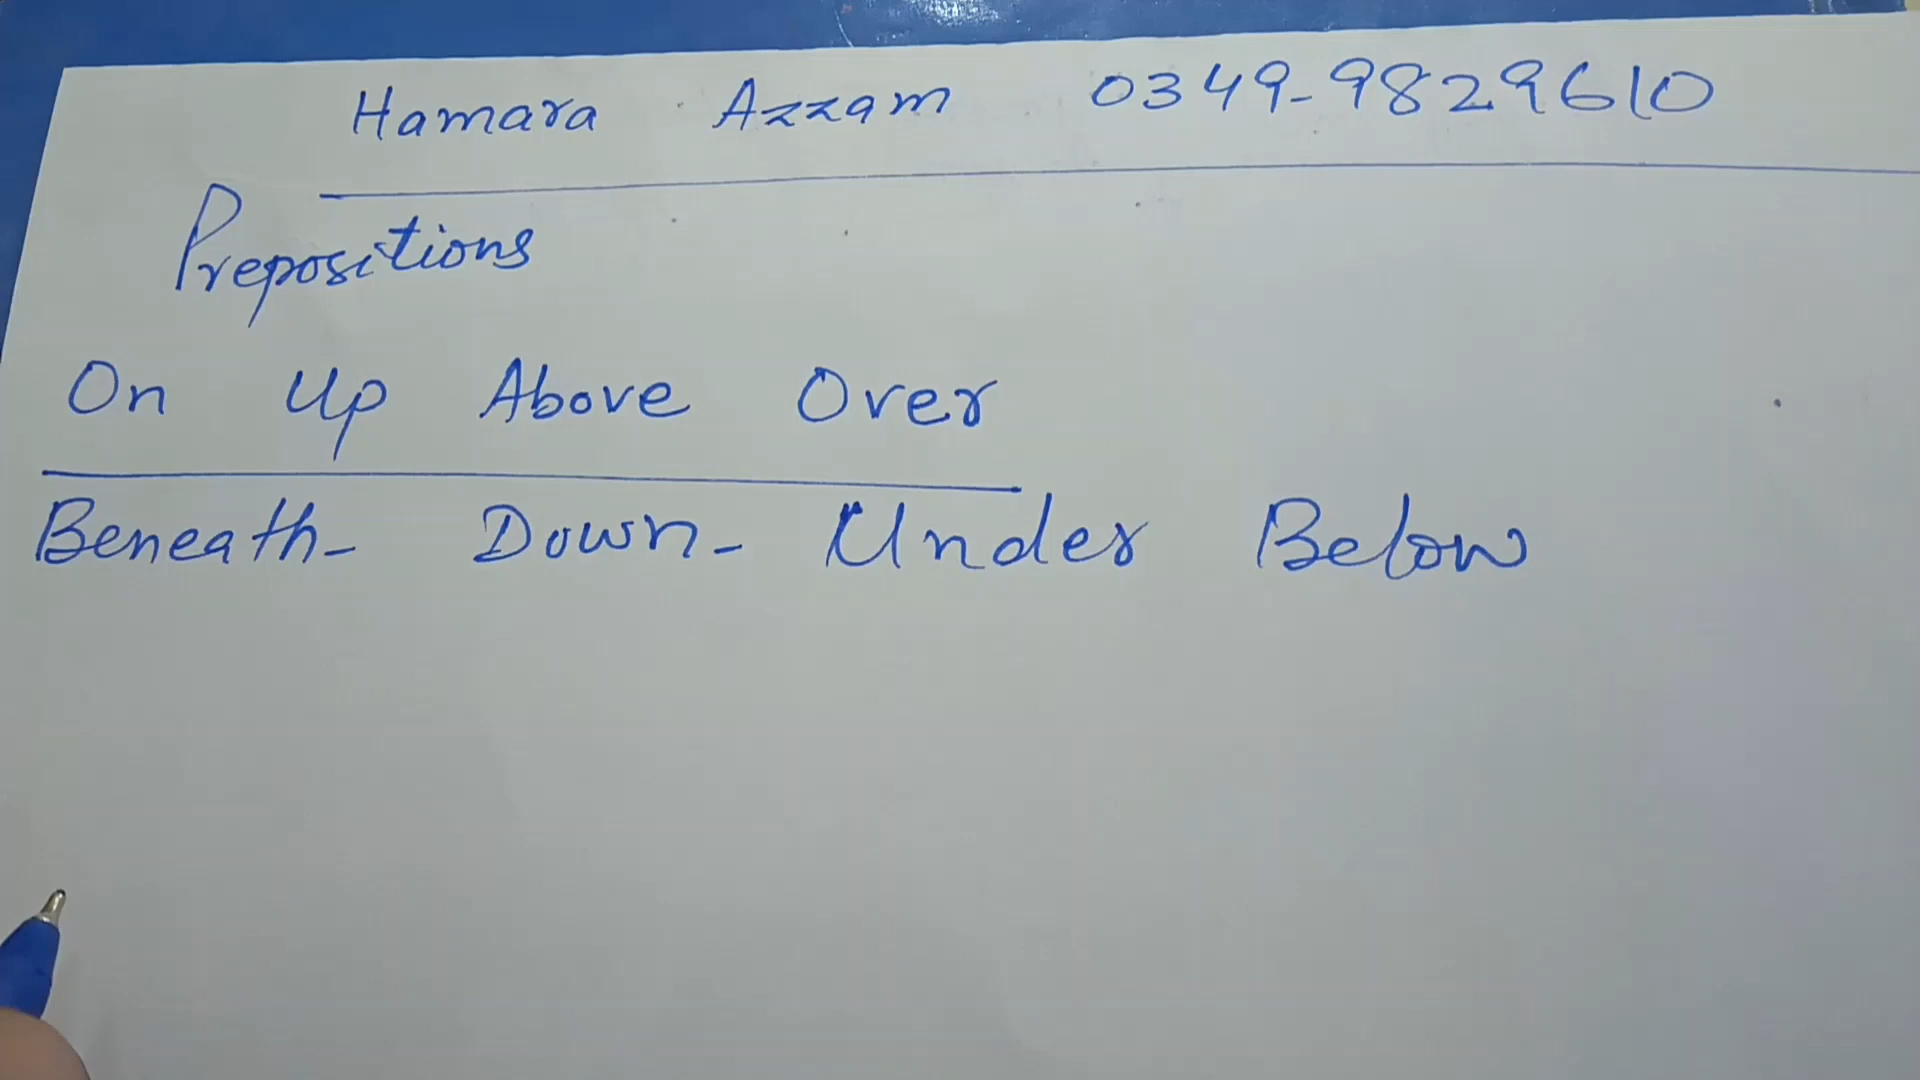 Hamara Azzam 0349-9829610
Prepositions
On Up Above Over
Beneath- Down- Under Below